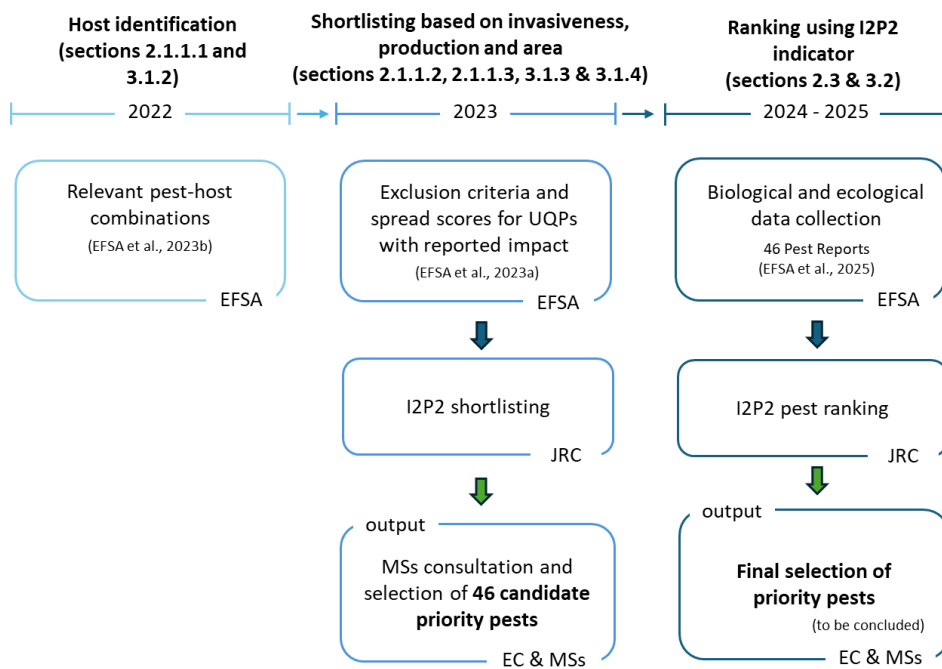 Host identification
(sections 2.1.1.1 and
3.1.2)
2022
Relevant pest-host
combinations
(EFSA et al., 2023b)
EFSA
Shortlisting based on invasiveness,
production and area
(sections 2.1.1.2, 2.1.1.3, 3.1.3 & 3.1.4)
2023
Exclusion criteria and
spread scores for UQPs
with reported impact
(EFSA et al., 2023a)
EFSA
I2P2 shortlisting
JRC
output
MSs consultation and
selection of 46 candidate
priority pests
EC & MSs
Ranking using I2P2
indicator
(sections 2.3 & 3.2)
2024 - 2025
Biological and ecological
data collection
46 Pest Reports
(EFSA et al., 2025)
EFSA
I2P2 pest ranking
JRC
output
Final selection of
priority pests
(to be concluded)
EC & MSs